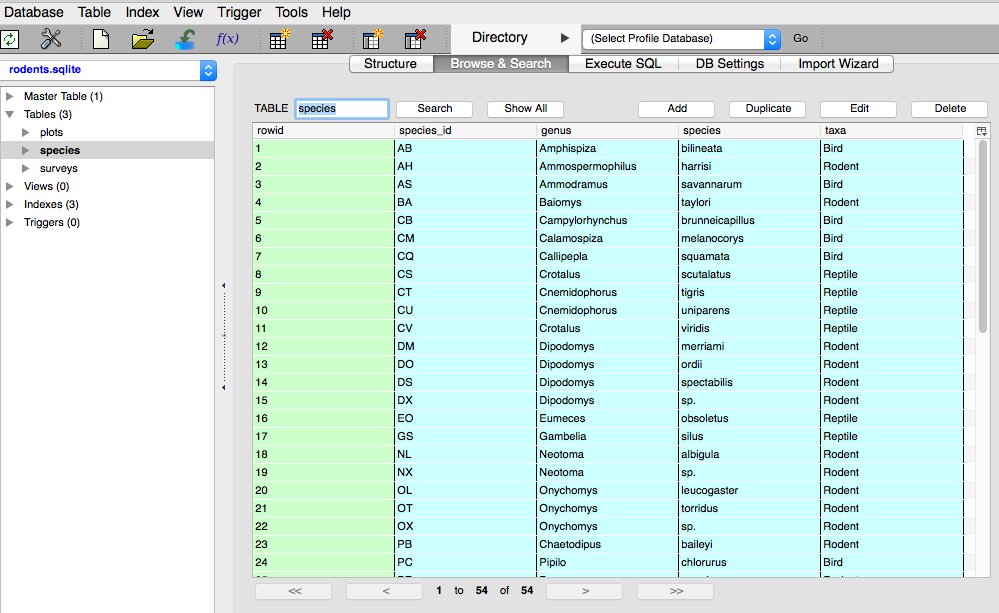 Database Table Index View Trigger Tools Help
f(x) Directory (Select Profile Database) Go
rodents.sqlite
Structure Browse & Search Execute SQL DB Settings Import Wizard
Master Table (1)
Tables (3)
plots
species
surveys
Views (0)
Indexes (3)
Triggers (0)
TABLE species Search Show All Add Duplicate Edit Delete
rowid species_id genus species taxa
1 AB Amphispiza bilineata Bird
2 AH Ammospermophilus harrisi Rodent
3 AS Ammodramus savannarum Bird
4 BA Baiomys taylori Rodent
5 CB Campylorhynchus brunneicapillus Bird
6 CM Calamospiza melanocorys Bird
7 CQ Callipepla squamata Bird
8 CS Crotalus scutalatus Reptile
9 CT Cnemidophorus tigris Reptile
10 CU Cnemidophorus uniparens Reptile
11 CV Crotalus viridis Reptile
12 DM Dipodomys merriami Rodent
13 DO Dipodomys ordii Rodent
14 DS Dipodomys spectabilis Rodent
15 DX Dipodomys sp. Rodent
16 EO Eumeces obsoletus Reptile
17 GS Gambelia silus Reptile
18 NL Neotoma albigula Rodent
19 NX Neotoma sp. Rodent
20 OL Onychomys leucogaster Rodent
21 OT Onychomys torridus Rodent
22 OX Onychomys sp. Rodent
23 PB Chaetodipus baileyi Rodent
24 PC Pipilo chlorurus Bird
<< < 1 to 54 of 54 > >>